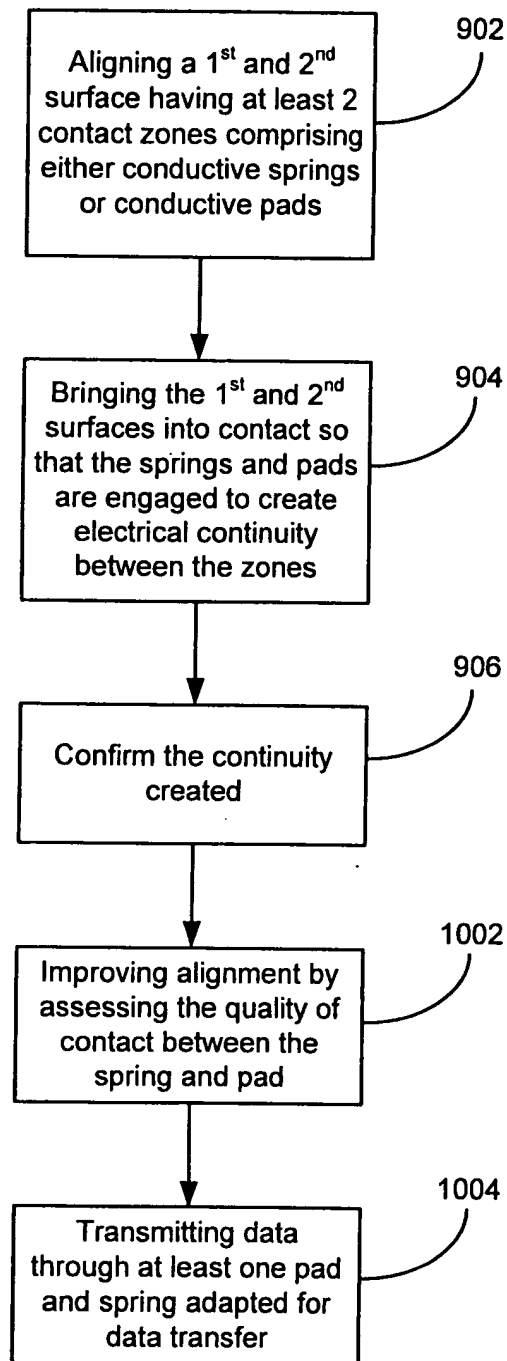 902
Aligning a 1st and 2nd
surface having at least 2
contact zones comprising
either conductive springs
or conductive pads
904
Bringing the 1st and 2nd
surfaces into contact so
that the springs and pads
are engaged to create
electrical continuity
between the zones
906
Confirm the continuity
created
1002
Improving alignment by
assessing the quality of
contact between the
spring and pad
1004
Transmitting data
through at least one pad
and spring adapted for
data transfer